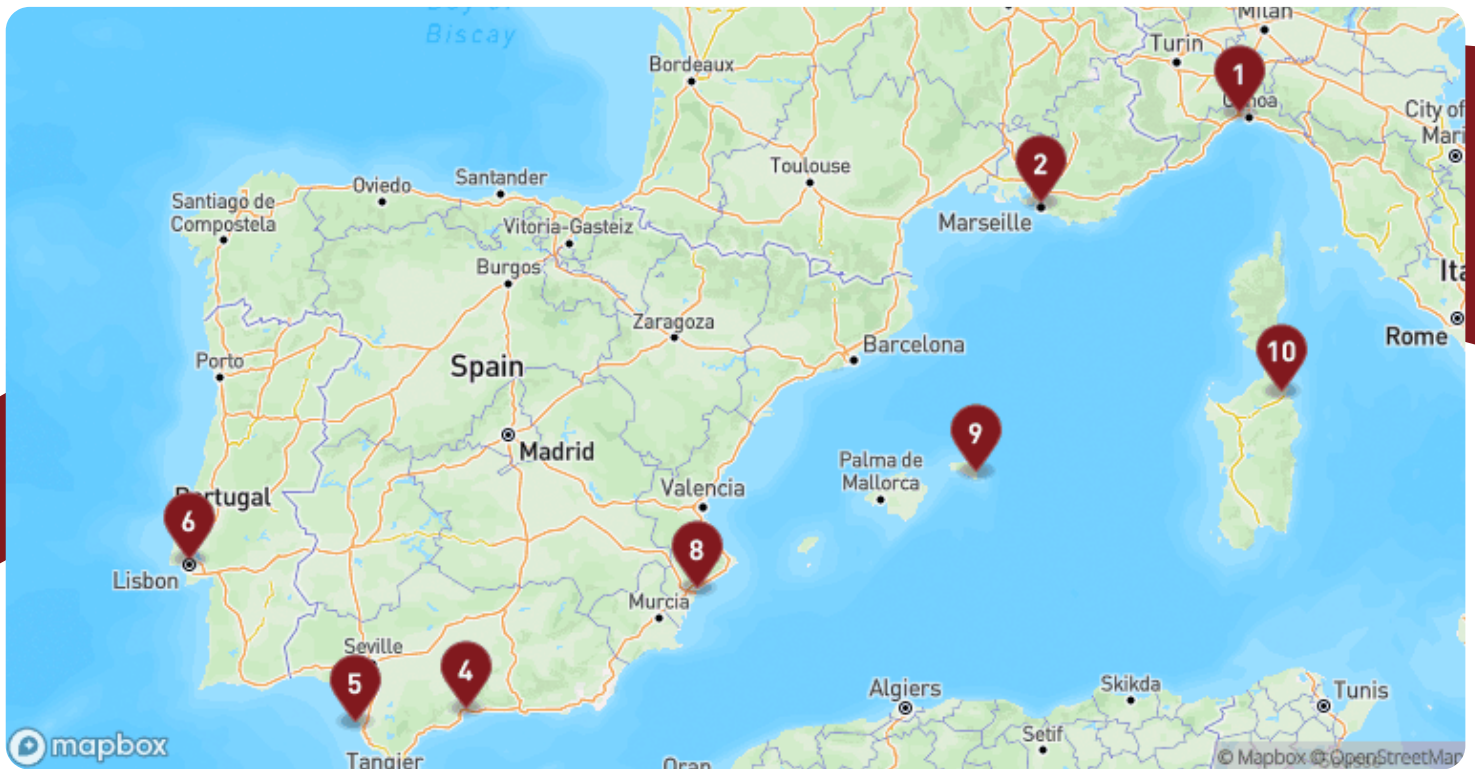 Biscay
Milan
Turin
Bordeaux
1
City of
Mari
2
Toulouse
Santander
Oviedo
Santiago de
Compostela
Marseille
Vitoria-Gasteiz
Burgos
Ita
Zaragoza
Rome
Barcelona
10
Porto
Spain
9
Madrid
Palma de
Mallorca
Valencia
Portugal
6
8
Lisbon
Murcia
Seville
4
5
Algiers
Skikda
Tunis
Setif
mapbox
Tangier
Oran
© Mapbox © OpenStreetMap